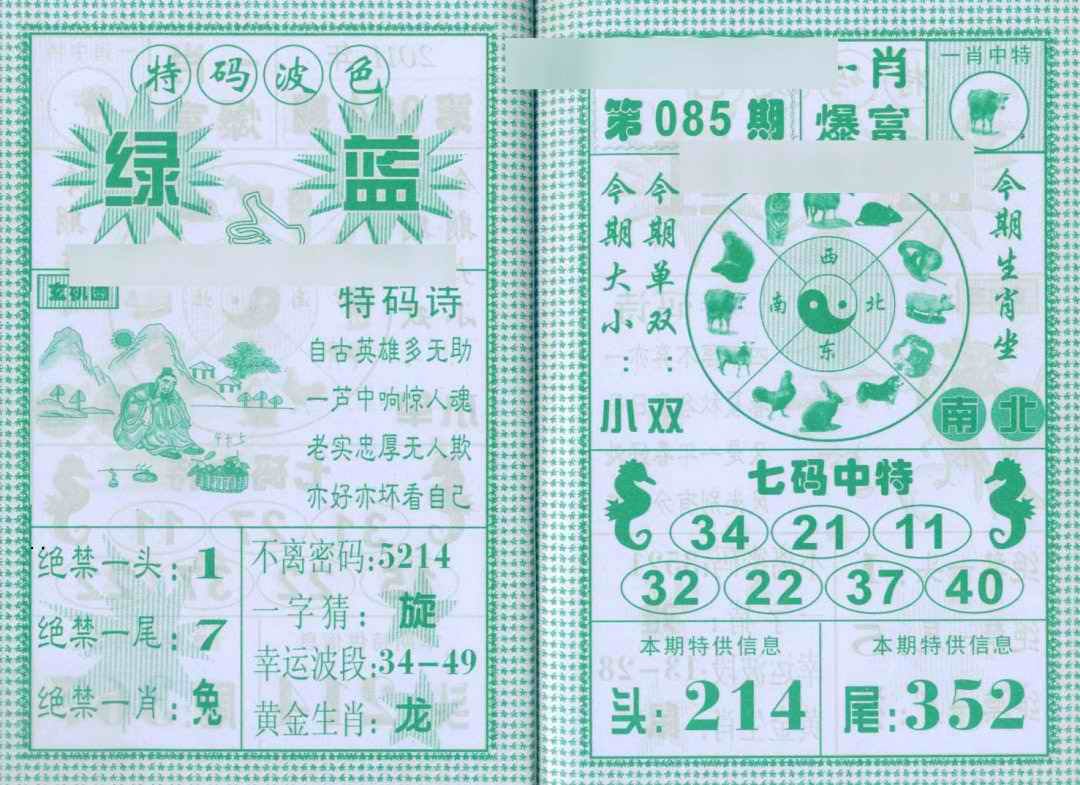 特码波色
绿 蓝
特码诗
自古英雄多无助
一芦中响惊人魂
老实忠厚无人欺
亦好亦坏看自己
绝禁一头:1
绝禁一尾:7
绝禁一肖:兔
不离密码:5214
一字猜:旋
幸运波段:34-49
黄金生肖:龙
第085期
一肖
爆富
一肖中特
今期大小:小
今期单双:双
西
南 北
东
今期生肖坐
南北
七码中特
34 21 11
32 22 37 40
本期特供信息
头:214
本期特供信息
尾:352